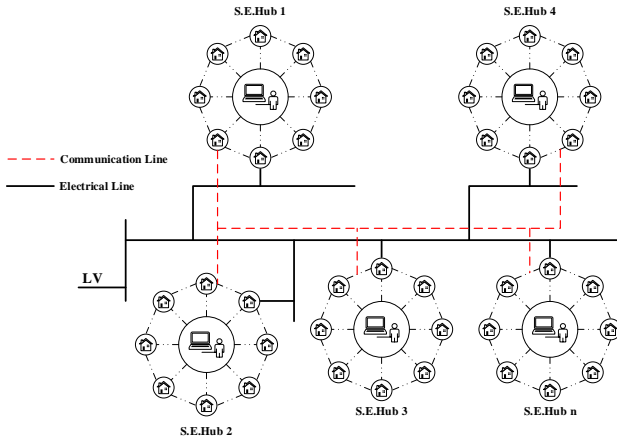 S.E.Hub 1
S.E.Hub 4
Communication Line
Electrical Line
LV
S.E.Hub 3
S.E.Hub n
S.E.Hub 2